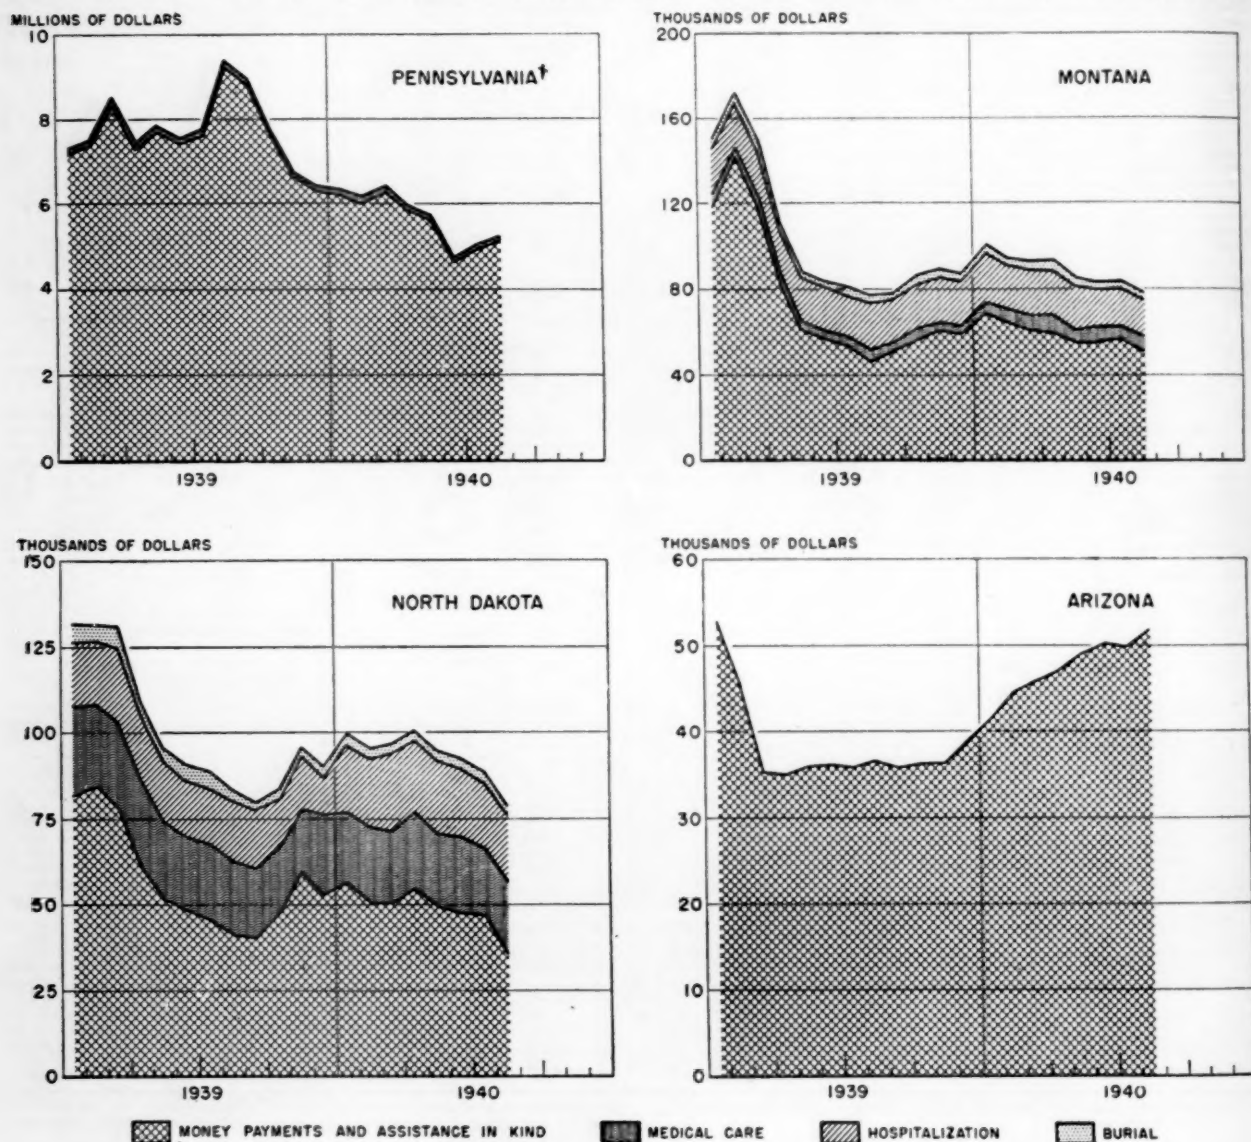 MILLIONS OF DOLLARS
10
8
6
4
2
0
PENNSYLVANIA†
1939
1940
THOUSANDS OF DOLLARS
200
160
120
80
40
0
MONTANA
1939
1940
THOUSANDS OF DOLLARS
150
125
100
75
50
25
0
NORTH DAKOTA
1939
1940
THOUSANDS OF DOLLARS
60
50
40
30
20
10
0
ARIZONA
1939
1940
MONEY PAYMENTS AND ASSISTANCE IN KIND
MEDICAL CARE
HOSPITALIZATION
BURIAL